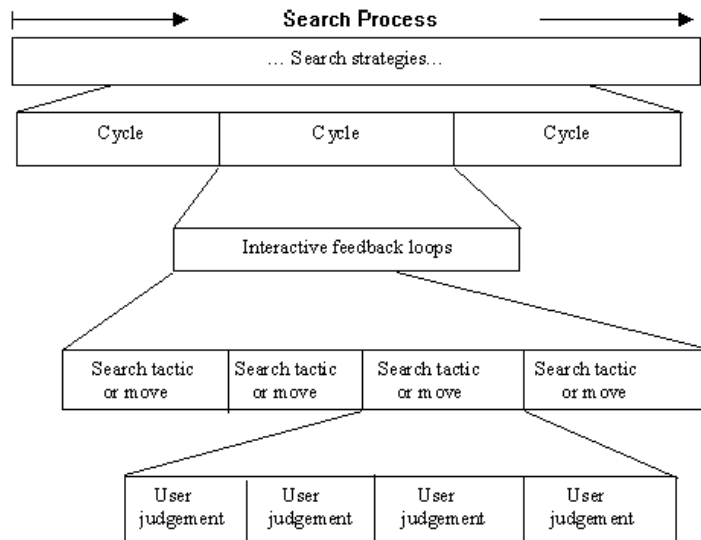 Search Process
... Search strategies...
Cycle Cycle Cycle
Interactive feedback loops
Search tactic Search tactic Search tactic Search tactic
or move or move or move or move
User User User User
judgement judgement judgement judgement